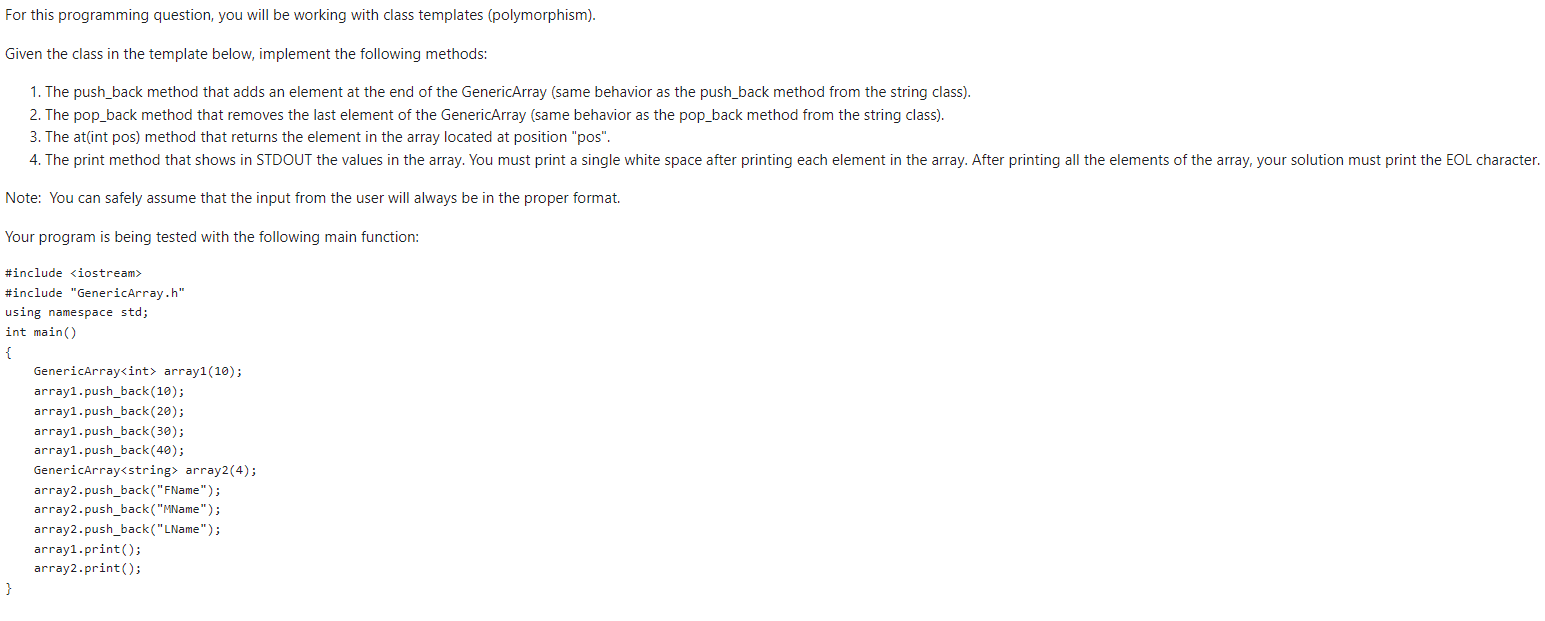 For this programming question, you will be working with class templates (polymorphism).
Given the class in the template below, implement the following methods:
1. The push_back method that adds an element at the end of the GenericArray (same behavior as the push_back method from the string class).
2. The pop_back method that removes the last element of the GenericArray (same behavior as the pop_back method from the string class).
3. The at(int pos) method that returns the element in the array located at position "pos".
4. The print method that shows in STDOUT the values in the array. You must print a single white space after printing each element in the array. After printing all the elements of the array, your solution must print the EOL character.
Note:  You can safely assume that the input from the user will always be in the proper format.
Your program is being tested with the following main function:
#include <iostream>
#include "GenericArray.h"
using namespace std;
int main()
{
    GenericArray<int> array1(10);
    array1.push_back(10);
    array1.push_back(20);
    array1.push_back(30);
    array1.push_back(40);
    GenericArray<string> array2(4);
    array2.push_back("FName");
    array2.push_back("MName");
    array2.push_back("LName");
    array1.print();
    array2.print();
}